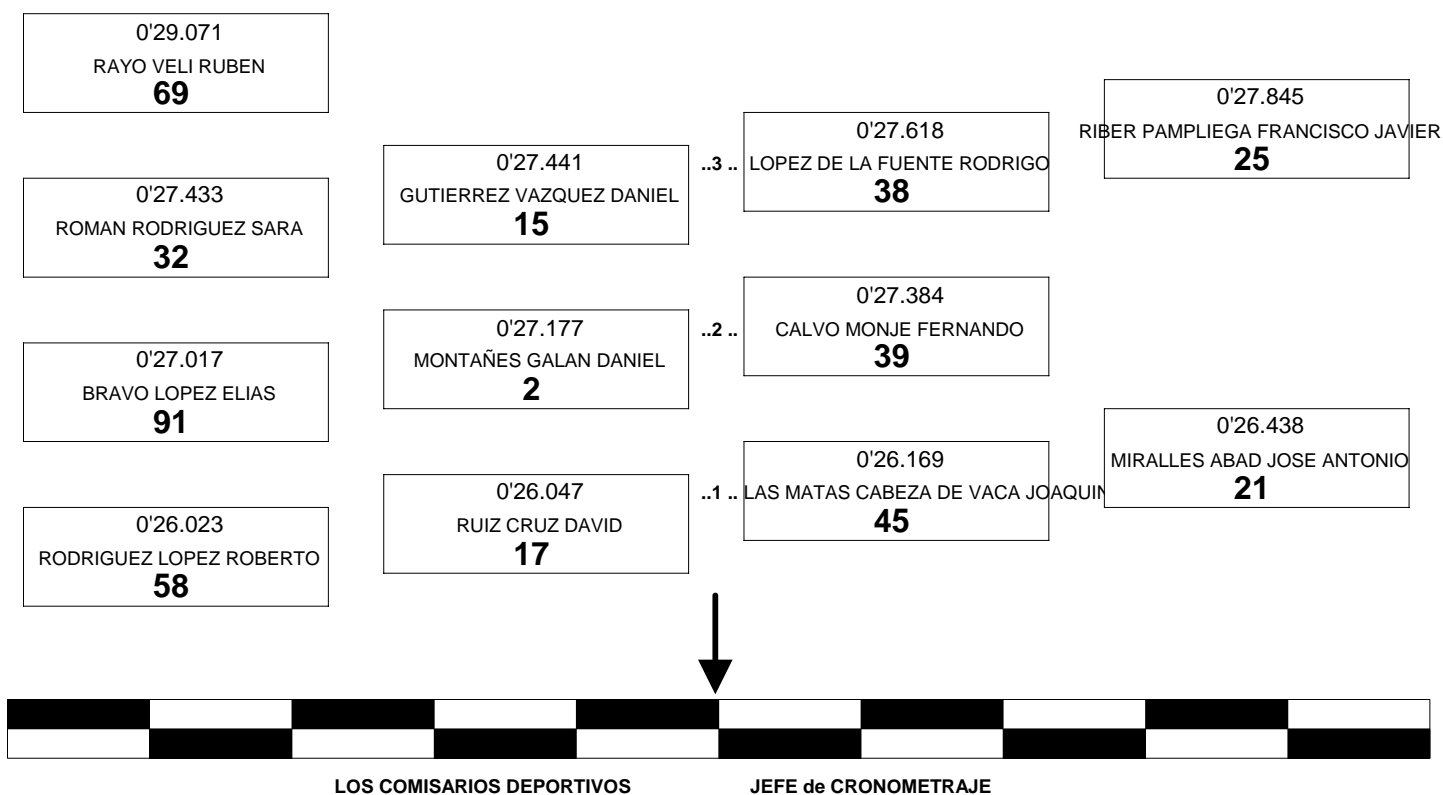 0'29.071
RAYO VELI RUBEN
69
0'27.845
RIBER PAMPLIEGA FRANCISCO JAVIER
25
0'27.618
..3 .. LOPEZ DE LA FUENTE RODRIGO
38
0'27.441
GUTIERREZ VAZQUEZ DANIEL
15
0'27.433
ROMAN RODRIGUEZ SARA
32
0'27.384
..2 .. CALVO MONJE FERNANDO
39
0'27.177
MONTAÑES GALAN DANIEL
2
0'27.017
BRAVO LOPEZ ELIAS
91
0'26.438
MIRALLES ABAD JOSE ANTONIO
21
0'26.169
..1 .. LAS MATAS CABEZA DE VACA JOAQUIN
45
0'26.047
RUIZ CRUZ DAVID
17
0'26.023
RODRIGUEZ LOPEZ ROBERTO
58
LOS COMISARIOS DEPORTIVOS JEFE de CRONOMETRAJE